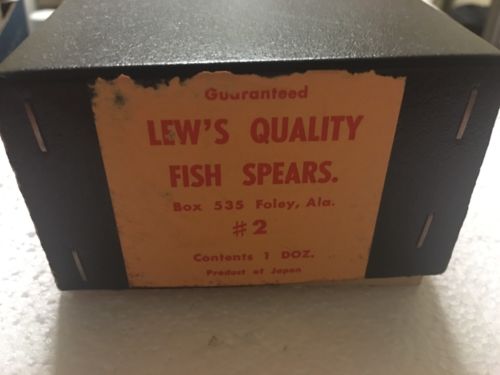 Guaranteed
LEW'S QUALITY
FISH SPEARS.
Box 535 Foley, Ala.
#2
Contents 1 DOZ.
Product of Japan